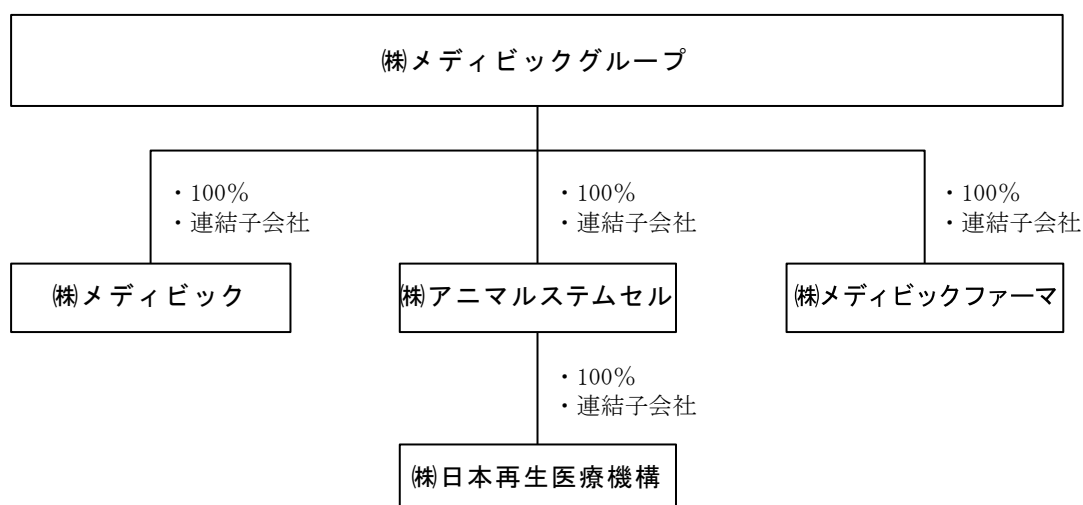 ㈱メディビックグループ
・100%
・連結子会社
・100%
・連結子会社
・100%
・連結子会社
㈱メディビック
㈱アニマルステムセル
㈱メディビックファーマ
・100%
・連結子会社
㈱日本再生医療機構